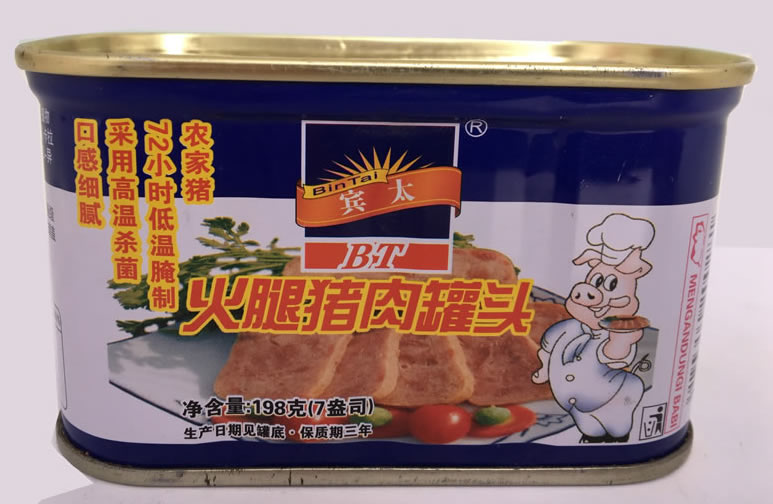 农家猪
72小时低温腌制
采用高温杀菌
口感细腻
®
BinTai
宾太
BT
火腿猪肉罐头
净含量:198克(7盎司)
生产日期见罐底·保质期三年
MENGANDUNGI BABI